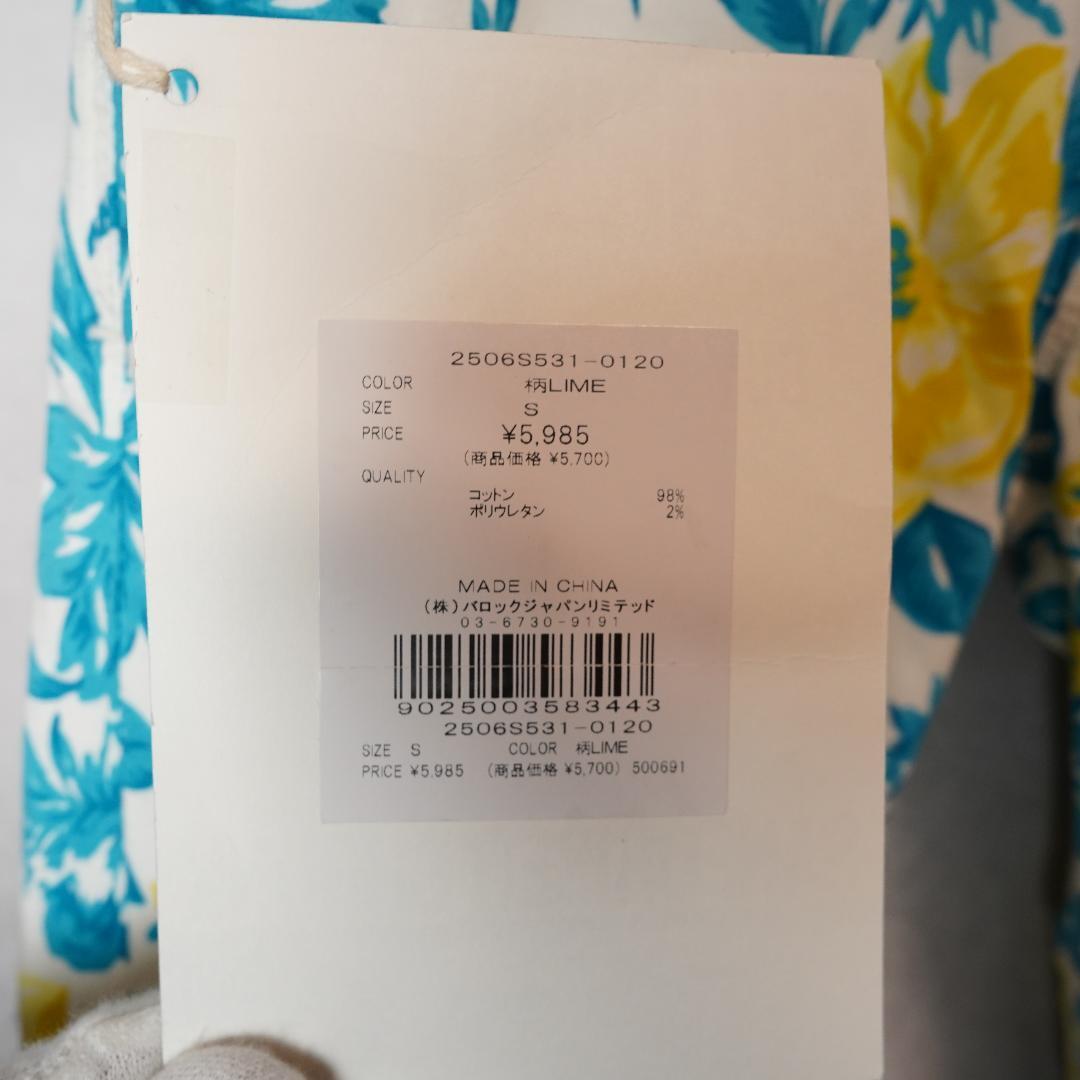 2506S531-0120
COLOR 柄LIME
SIZE S
PRICE ¥5,985
(商品価格 ¥5,700)
QUALITY
コットン 98%
ポリウレタン 2%
MADE IN CHINA
(株)バロックジャパンリミテッド
03-6730-9191
9025003583443
2506S531-0120
SIZE S COLOR 柄LIME
PRICE ¥5,985 (商品価格 ¥5,700) 500691